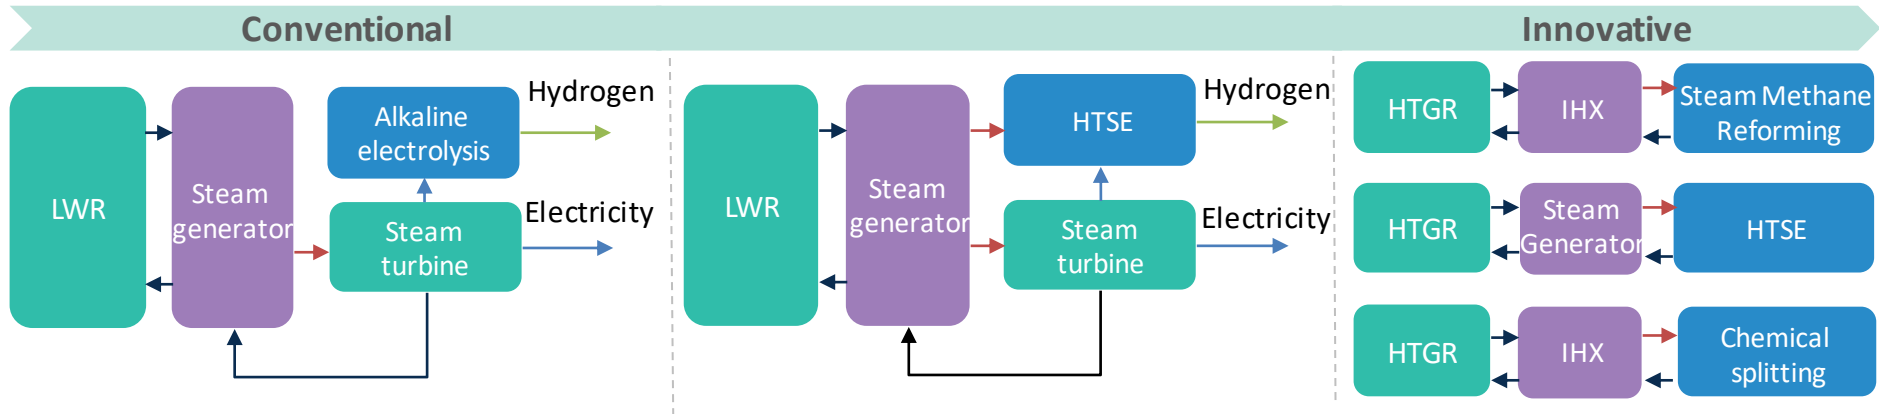 Conventional
Innovative
LWR
Steam
generator
Alkaline
electrolysis
Hydrogen
Steam
turbine
Electricity
LWR
Steam
generator
HTSE
Hydrogen
Steam
turbine
Electricity
HTGR
IHX
Steam Methane
Reforming
HTGR
Steam
Generator
HTSE
HTGR
IHX
Chemical
splitting